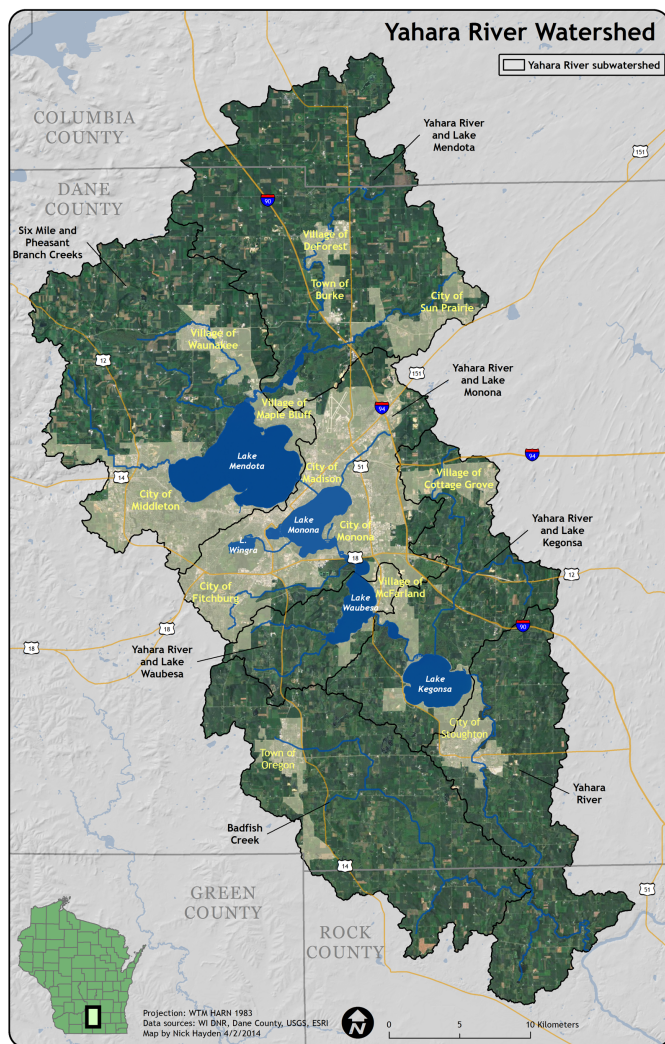 Yahara River Watershed
Yahara River subwatershed
COLUMBIA
COUNTY
Yahara River
and Lake
Mendota
151
DANE
COUNTY
90
Six Mile and
Pheasant
Branch Creeks
Village of
DeForest
Town of
Burke
City of
Sun Prairie
Village of
Waunakee
12
151
Yahara River
and Lake
Monona
Village of
Maple Bluff
94
Lake
Mendota
City of
Madison
51
94
14
Village of
Cottage Grove
City of
Middleton
Lake
Monona
City of
Monona
Yahara River
and Lake
Kegonsa
L.
Wingra
18
12
City of
Fitchburg
Village of
McFarland
Lake
Waubesa
90
18
18
Yahara River
and Lake
Waubesa
Lake
Kegonsa
City of
Stoughton
Town of
Oregon
Yahara
River
Badfish
Creek
14
51
GREEN
COUNTY
ROCK
COUNTY
Projection: WTM HARN 1983
Data sources: WI DNR, Dane County, USGS, ESRI
Map by Nick Hayden 4/2/2014
N
0 5 10 Kilometers